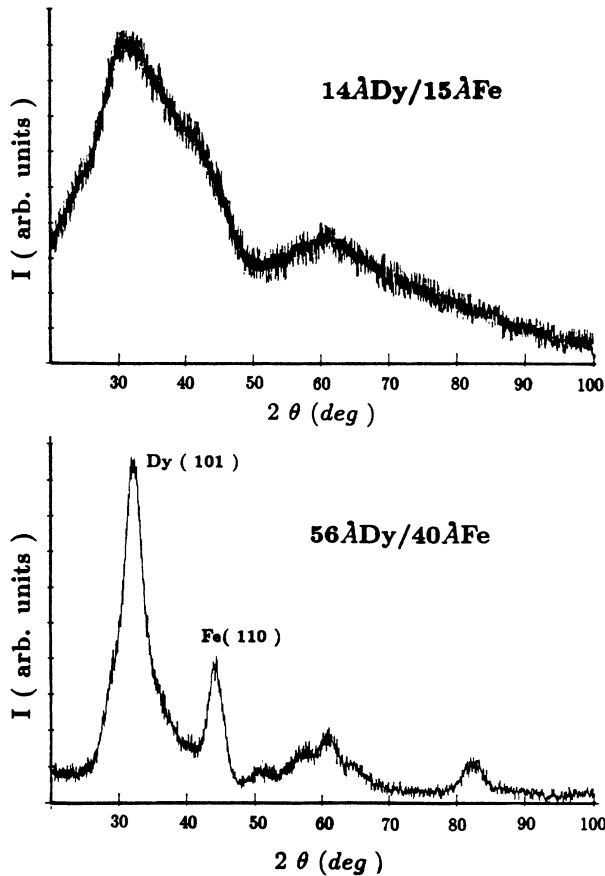 I ( arb. units )
14ÅDy/15ÅFe
30 40 50 60 70 80 90 100
2 θ (deg )
I ( arb. units )
Dy ( 101 )
56ÅDy/40ÅFe
Fe( 110 )
30 40 50 60 70 80 90 100
2 θ (deg )